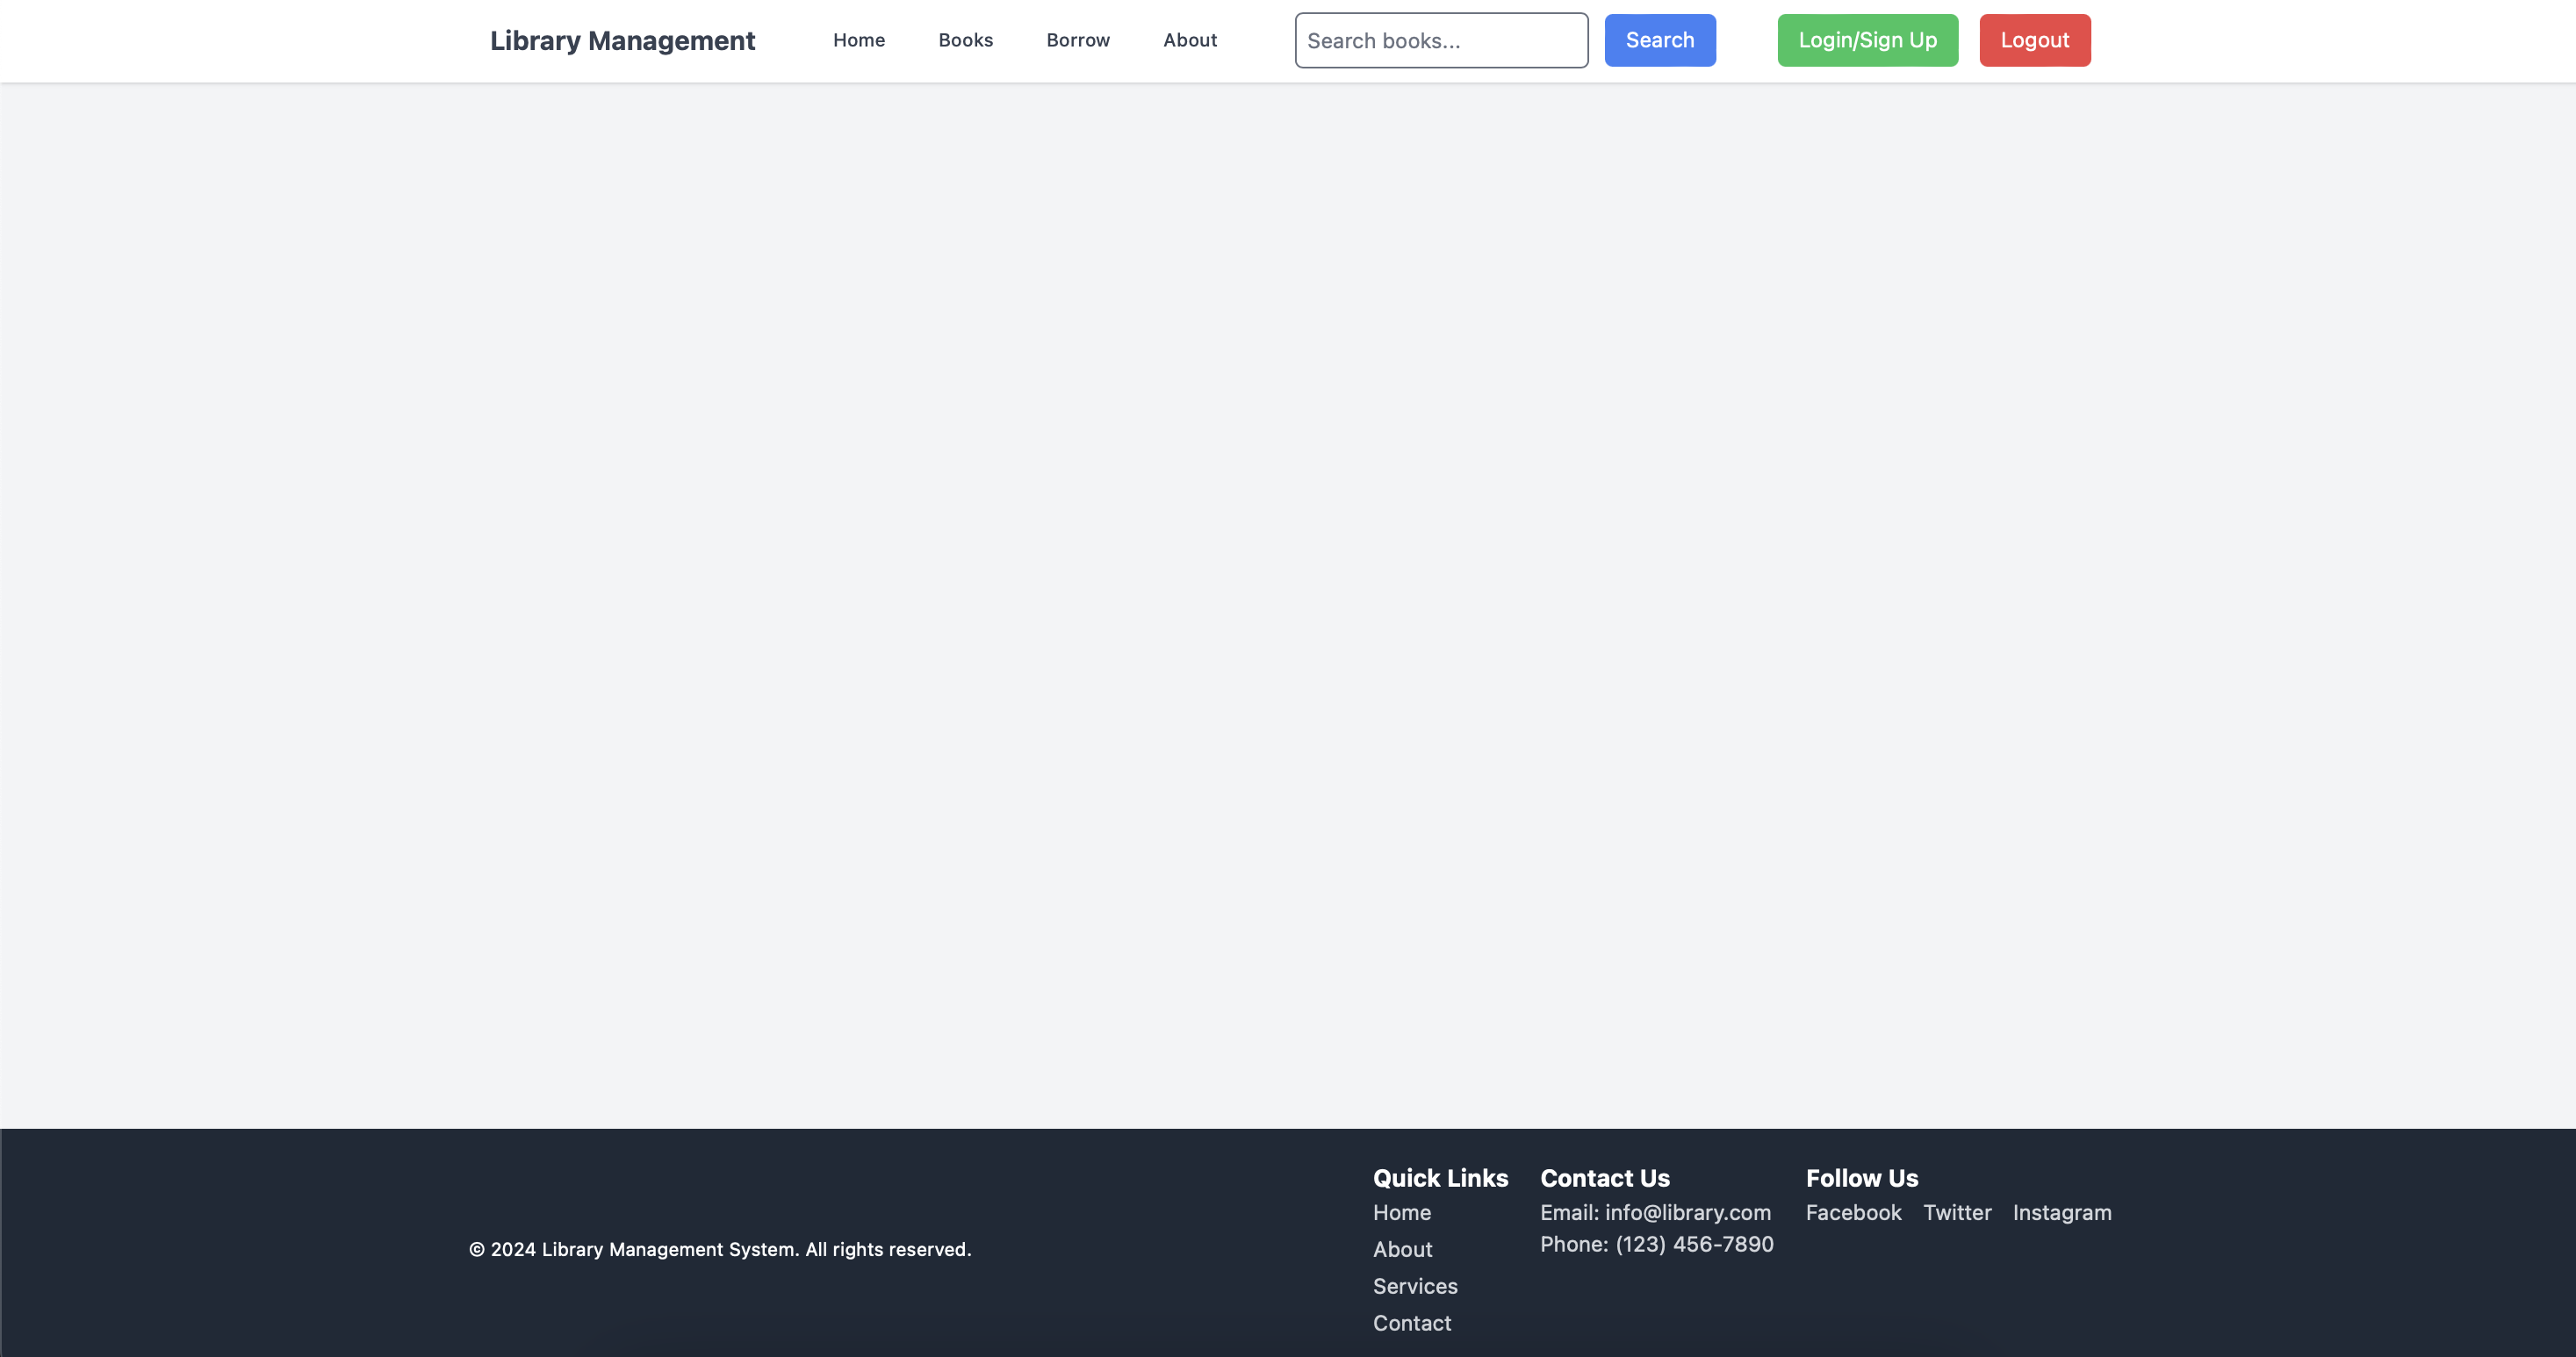 Library Management
Home Books Borrow About
Search books...
Search
Login/Sign Up
Logout
© 2024 Library Management System. All rights reserved.
Quick Links
Home
About
Services
Contact
Contact Us
Email: info@library.com
Phone: (123) 456-7890
Follow Us
Facebook Twitter Instagram